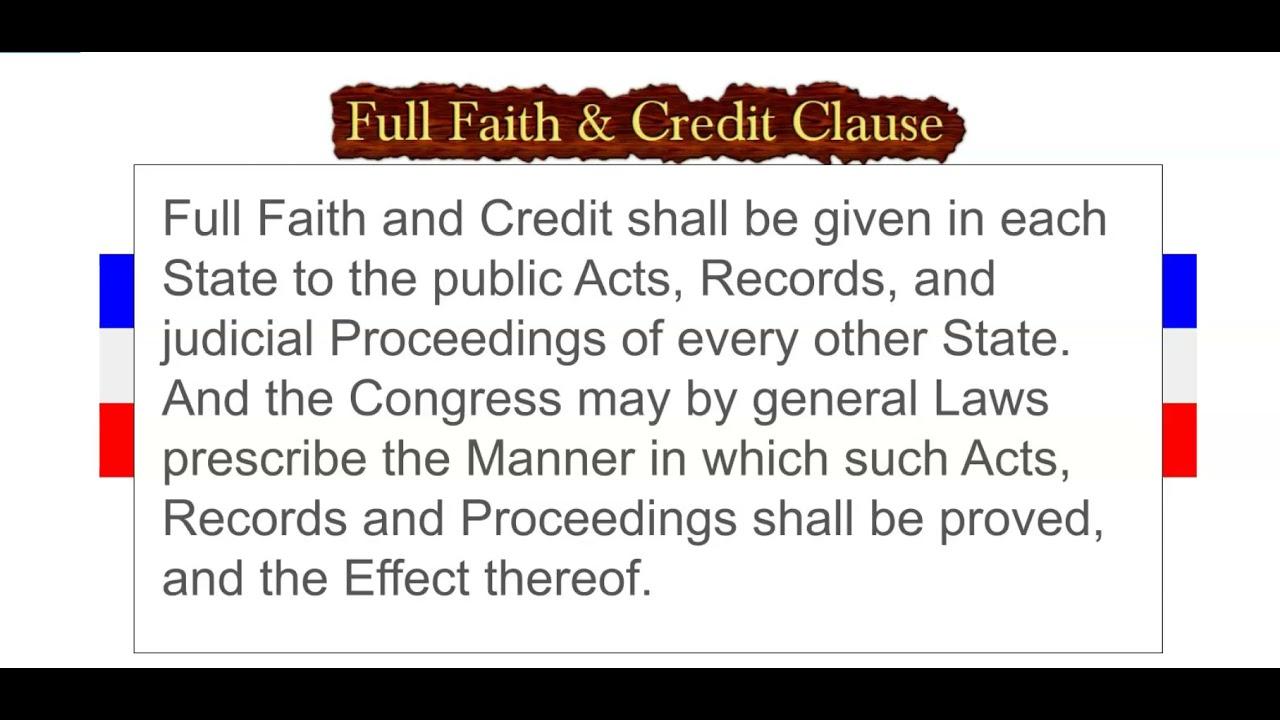 Full Faith & Credit Clause
Full Faith and Credit shall be given in each
State to the public Acts, Records, and
judicial Proceedings of every other State.
And the Congress may by general Laws
prescribe the Manner in which such Acts,
Records and Proceedings shall be proved,
and the Effect thereof.